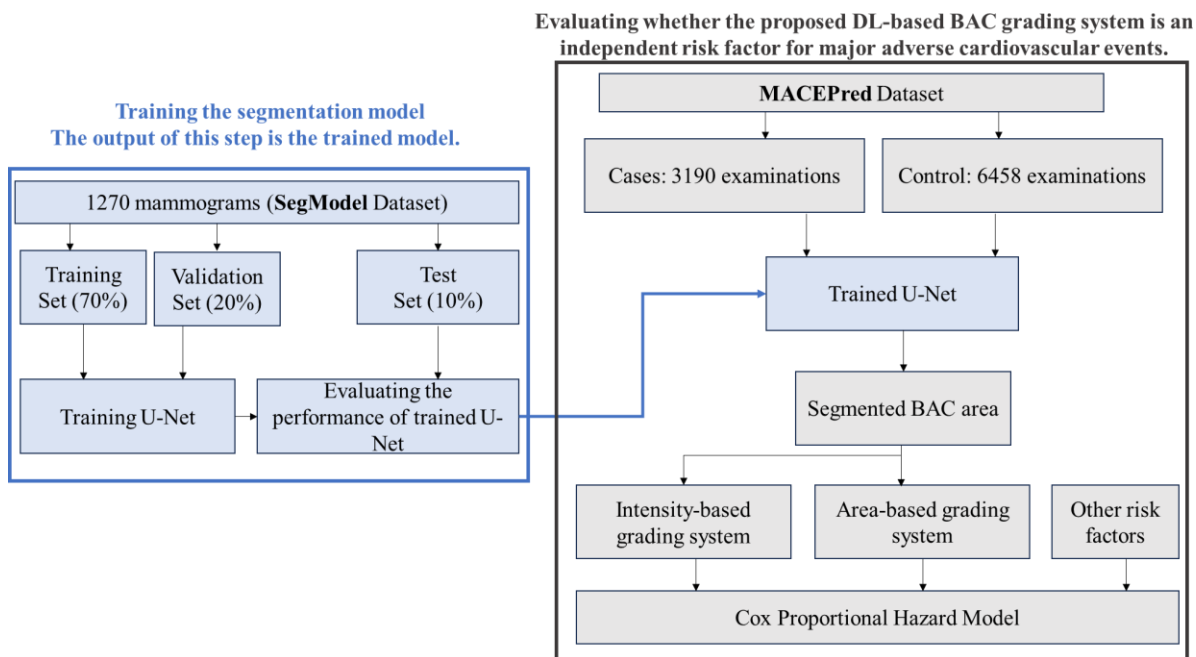 Evaluating whether the proposed DL-based BAC grading system is an
independent risk factor for major adverse cardiovascular events.
Training the segmentation model
The output of this step is the trained model.
1270 mammograms (SegModel Dataset)
Training
Set (70%)
Validation
Set (20%)
Test
Set (10%)
Training U-Net
Evaluating the
performance of trained U-
Net
MACEPred Dataset
Cases: 3190 examinations
Control: 6458 examinations
Trained U-Net
Segmented BAC area
Intensity-based
grading system
Area-based grading
system
Other risk
factors
Cox Proportional Hazard Model